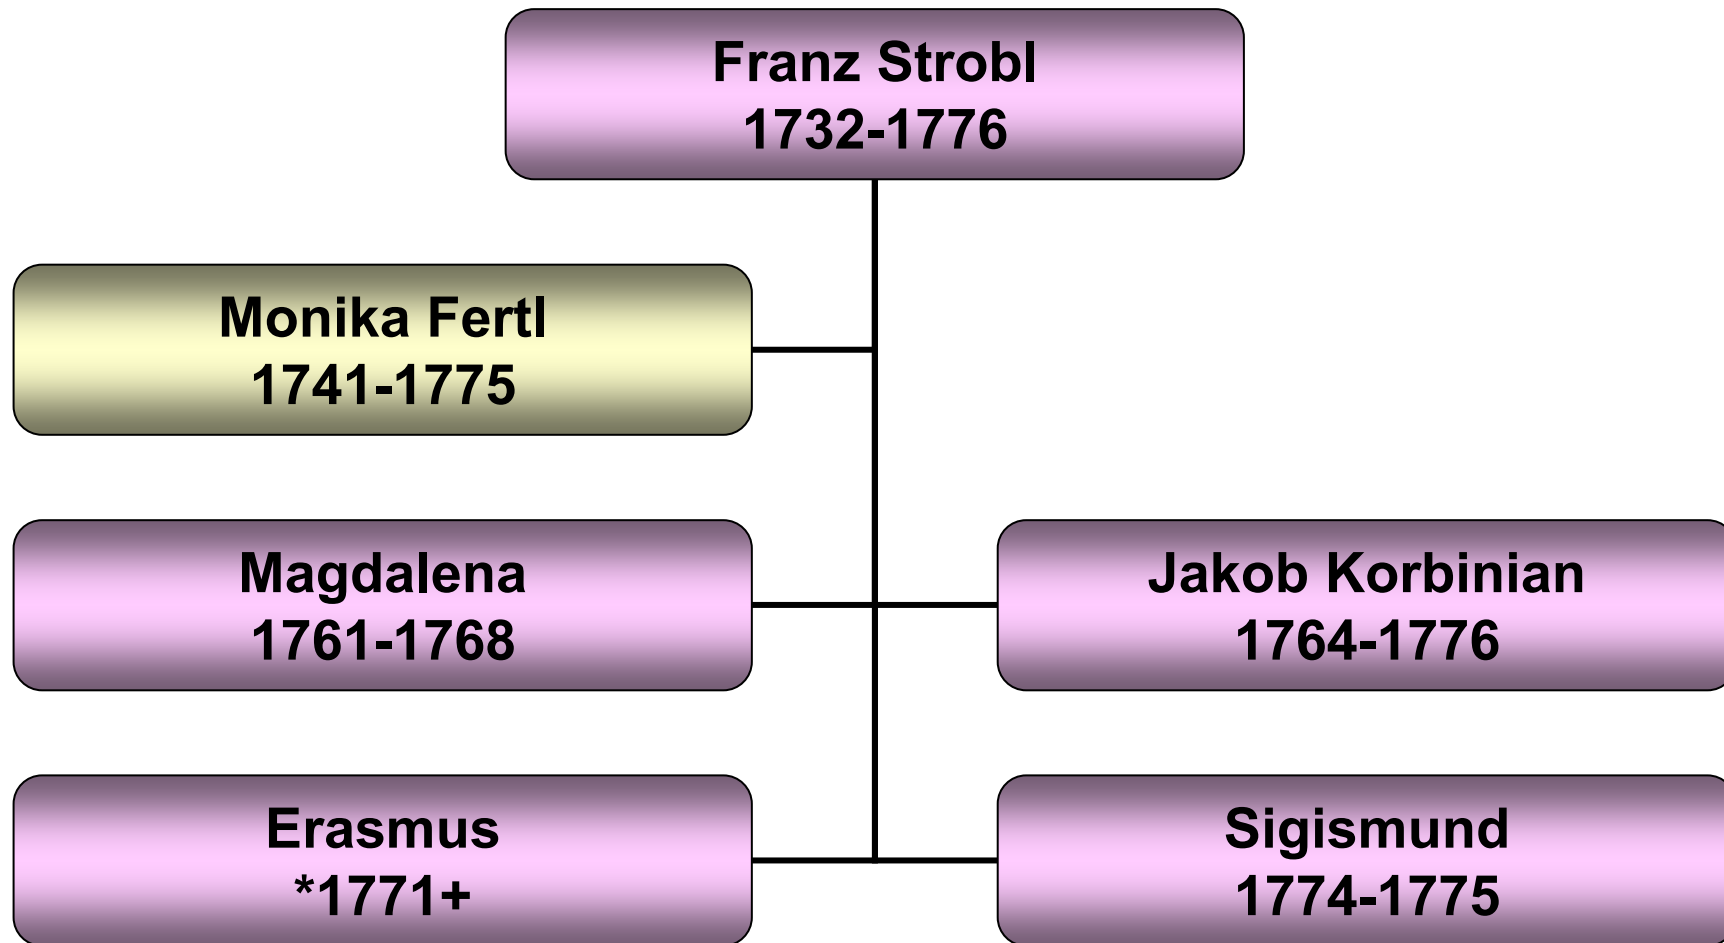 Franz Strobl
1732-1776
Monika Fertl
1741-1775
Magdalena
1761-1768
Jakob Korbinian
1764-1776
Erasmus
*1771+
Sigismund
1774-1775